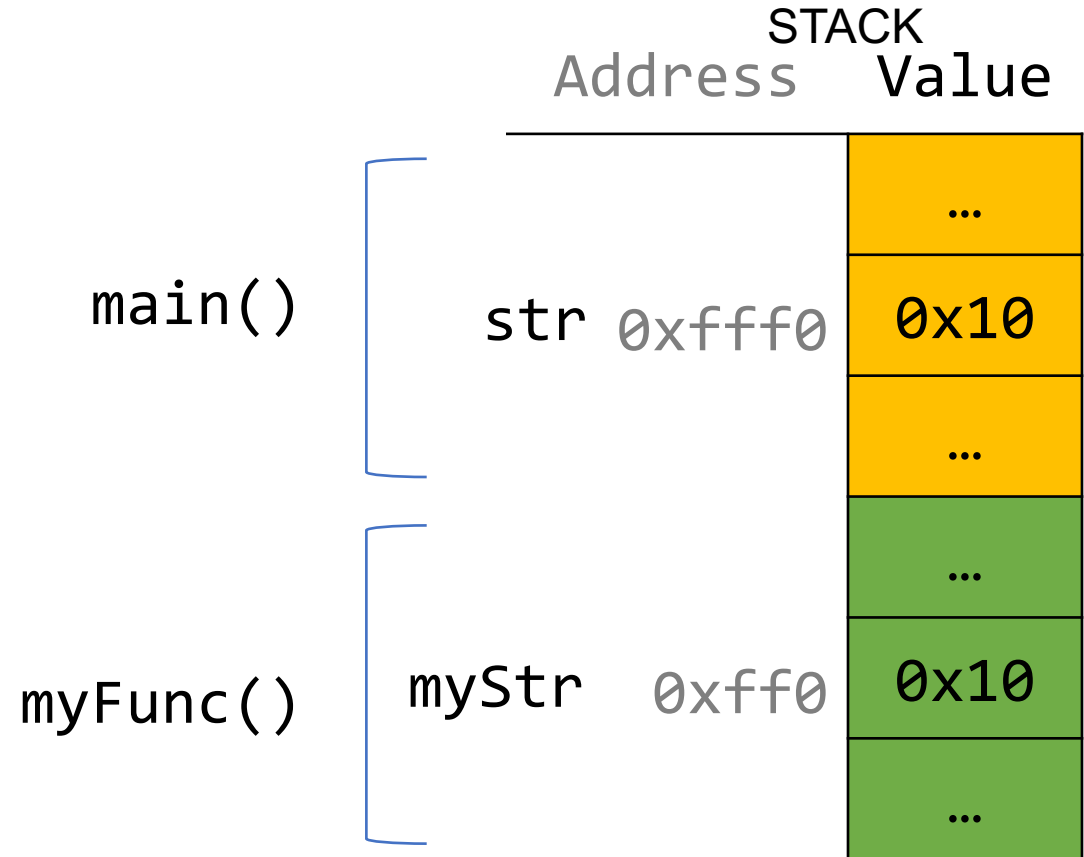 STACK
Address Value
…
main() str 0xfff0 0x10
…
…
myFunc() myStr 0xff0 0x10
…